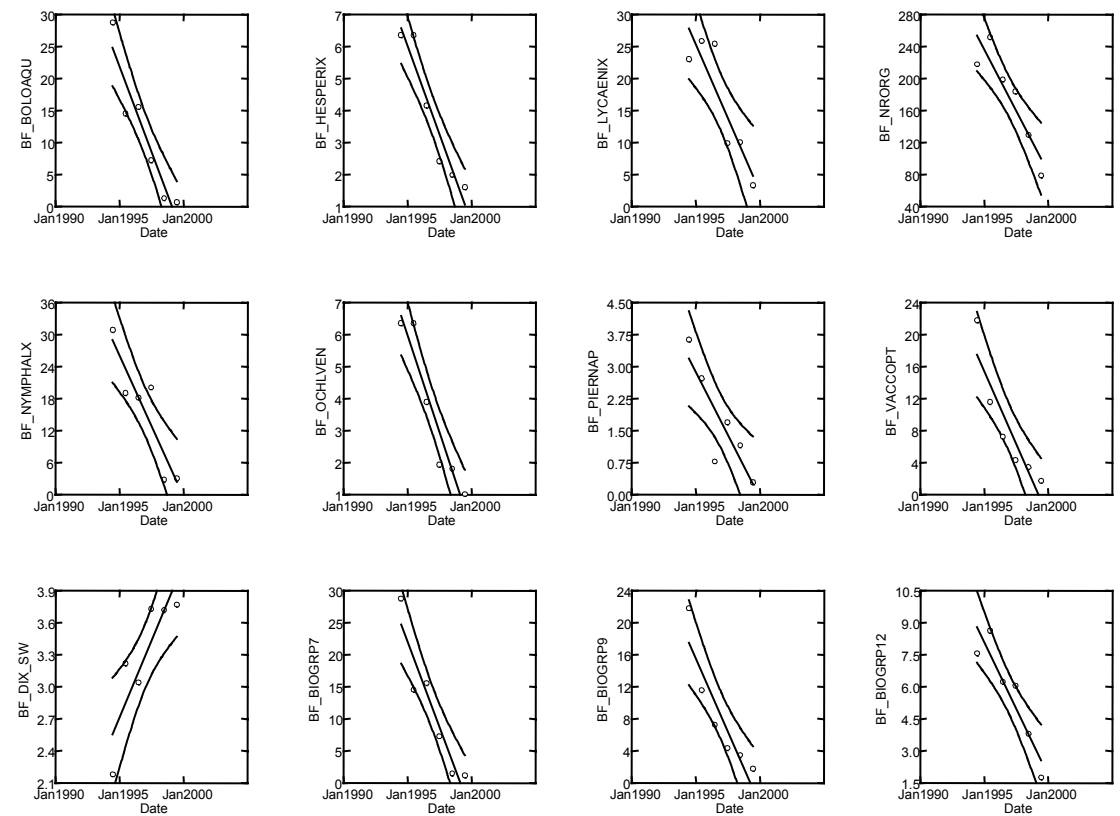 30
25
20
15
10
5
0
BF_BOLOAQU
Jan1990 Jan1995 Jan2000
Date
7
6
5
4
3
2
1
BF_HESPERIX
Jan1990 Jan1995 Jan2000
Date
30
25
20
15
10
5
0
BF_LYCAENIX
Jan1990 Jan1995 Jan2000
Date
280
240
200
160
120
80
40
BF_NRORG
Jan1990 Jan1995 Jan2000
Date
36
30
24
18
12
6
0
BF_NYMPHALX
Jan1990 Jan1995 Jan2000
Date
7
6
5
4
3
2
1
BF_OCHLVEN
Jan1990 Jan1995 Jan2000
Date
4.50
3.75
3.00
2.25
1.50
0.75
0.00
BF_PIERNAP
Jan1990 Jan1995 Jan2000
Date
24
20
16
12
8
4
0
BF_VACCOPT
Jan1990 Jan1995 Jan2000
Date
3.9
3.6
3.3
3.0
2.7
2.4
2.1
BF_DIX_SW
Jan1990 Jan1995 Jan2000
Date
30
25
20
15
10
5
0
BF_BIOGRP7
Jan1990 Jan1995 Jan2000
Date
24
20
16
12
8
4
0
BF_BIOGRP9
Jan1990 Jan1995 Jan2000
Date
10.5
9.0
7.5
6.0
4.5
3.0
1.5
BF_BIOGRP12
Jan1990 Jan1995 Jan2000
Date